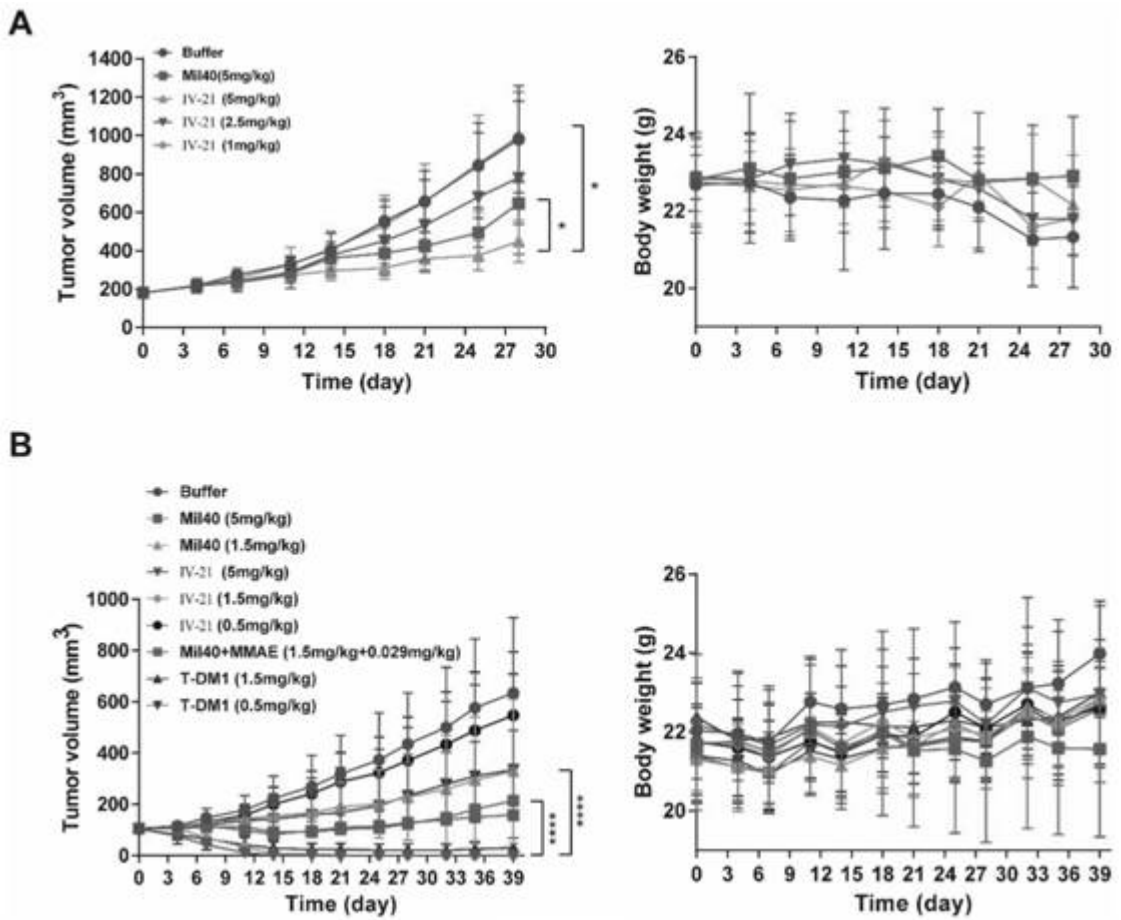 A
Buffer
Mil40(5mg/kg)
IV-21 (5mg/kg)
IV-21 (2.5mg/kg)
IV-21 (1mg/kg)
Tumor volume (mm³)
1400
1200
1000
800
600
400
200
0
*
*
0 3 6 9 12 15 18 21 24 27 30
Time (day)
Body weight (g)
26
24
22
20
0 3 6 9 12 15 18 21 24 27 30
Time (day)
B
Buffer
Mil40 (5mg/kg)
Mil40 (1.5mg/kg)
IV-21 (5mg/kg)
IV-21 (1.5mg/kg)
IV-21 (0.5mg/kg)
Mil40+MMAE (1.5mg/kg+0.029mg/kg)
T-DM1 (1.5mg/kg)
T-DM1 (0.5mg/kg)
Tumor volume (mm³)
1000
800
600
400
200
0
****
****
0 3 6 9 12 15 18 21 24 27 30 33 36 39
Time (day)
Body weight (g)
26
24
22
20
0 3 6 9 12 15 18 21 24 27 30 33 36 39
Time (day)